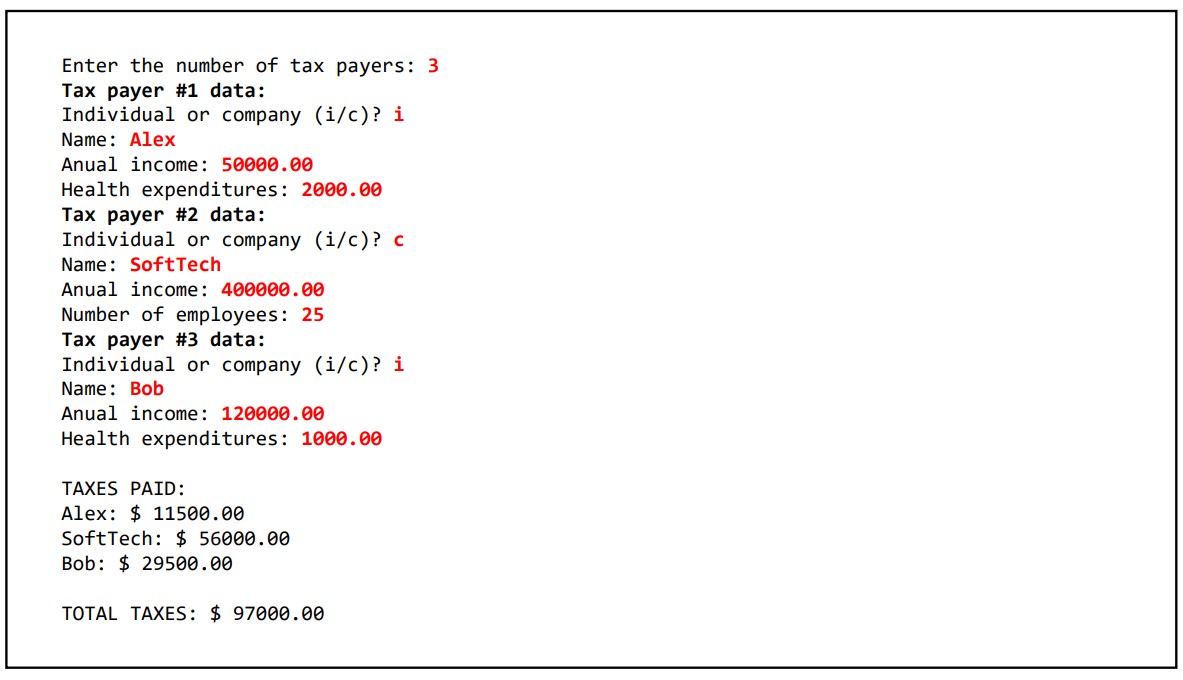 Enter the number of tax payers: 3
Tax payer #1 data:
Individual or company (i/c)? i
Name: Alex
Anual income: 50000.00
Health expenditures: 2000.00
Tax payer #2 data:
Individual or company (i/c)? c
Name: SoftTech
Anual income: 400000.00
Number of employees: 25
Tax payer #3 data:
Individual or company (i/c)? i
Name: Bob
Anual income: 120000.00
Health expenditures: 1000.00
TAXES PAID:
Alex: $ 11500.00
SoftTech: $ 56000.00
Bob: $ 29500.00
TOTAL TAXES: $ 97000.00